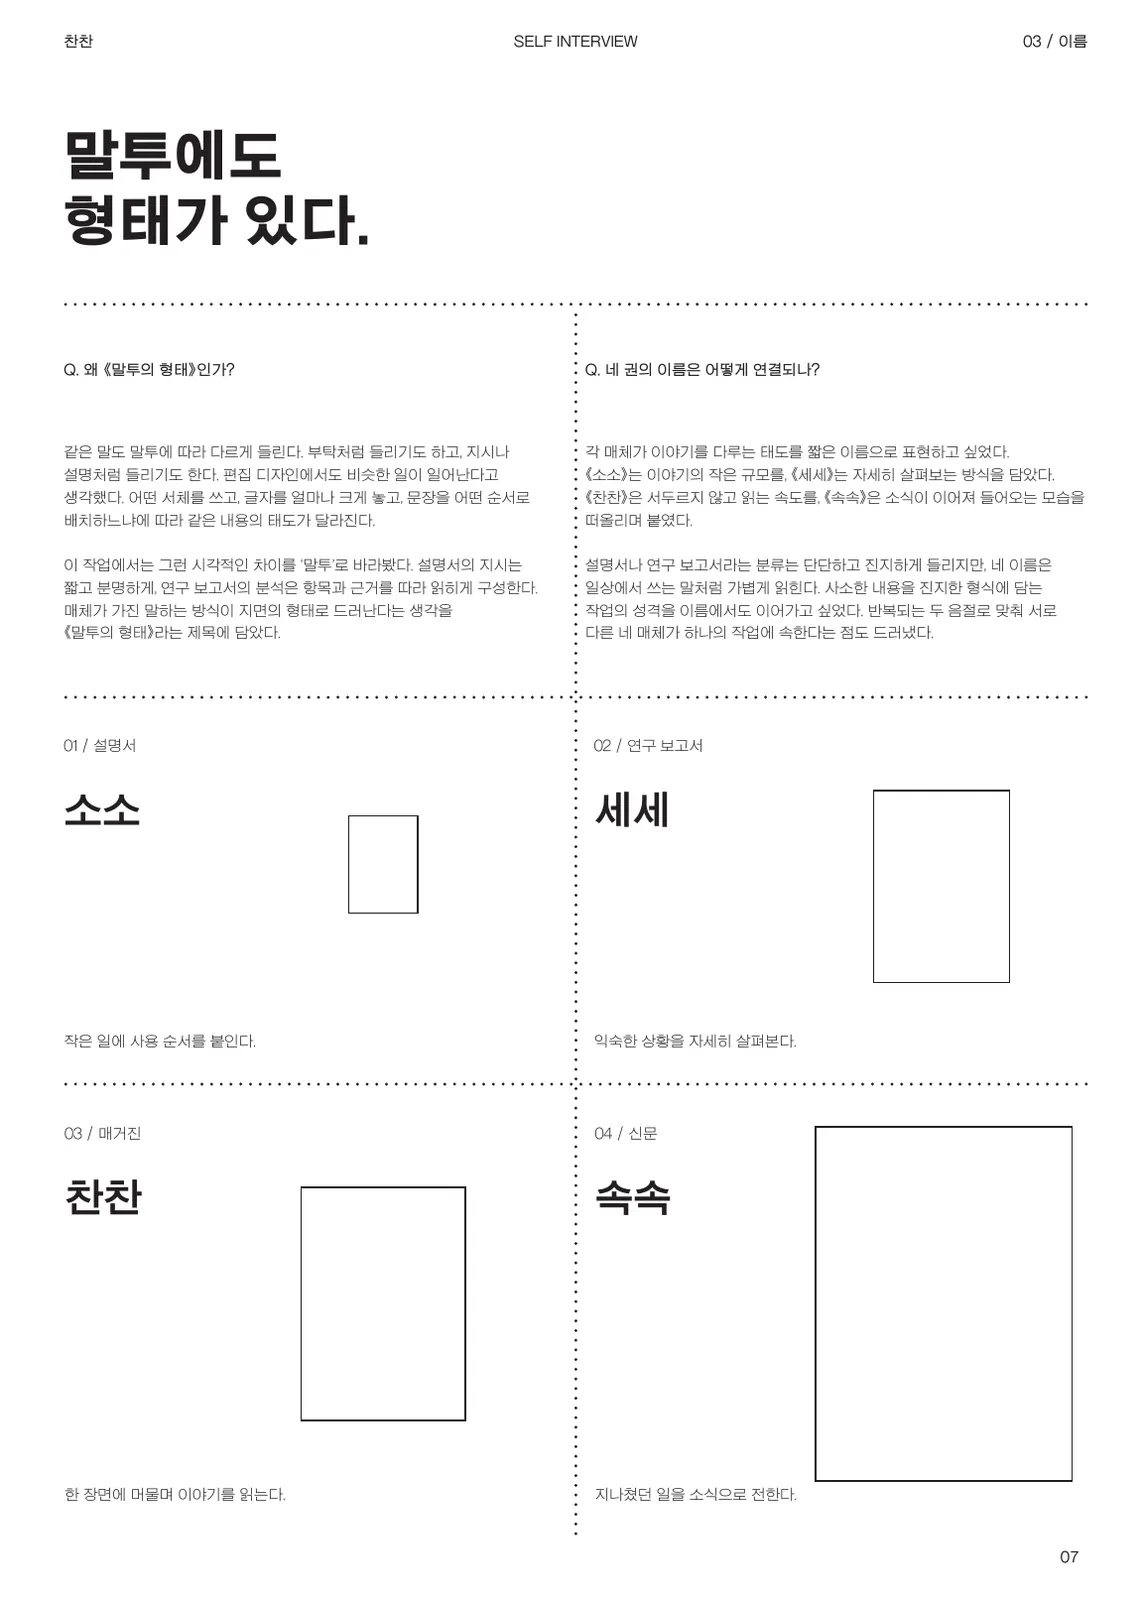 찬찬
SELF INTERVIEW
03 / 이름
말투에도
형태가 있다.
Q. 왜 《말투의 형태》인가?
같은 말도 말투에 따라 다르게 들린다. 부탁처럼 들리기도 하고, 지시나
설명처럼 들리기도 한다. 편집 디자인에서도 비슷한 일이 일어난다고
생각했다. 어떤 서체를 쓰고, 글자를 얼마나 크게 놓고, 문장을 어떤 순서로
배치하느냐에 따라 같은 내용의 태도가 달라진다.
이 작업에서는 그런 시각적인 차이를 ‘말투’로 바라봤다. 설명서의 지시는
짧고 분명하게, 연구 보고서의 분석은 항목과 근거를 따라 읽히게 구성한다.
매체가 가진 말하는 방식이 지면의 형태로 드러난다는 생각을
《말투의 형태》라는 제목에 담았다.
Q. 네 권의 이름은 어떻게 연결되나?
각 매체가 이야기를 다루는 태도를 짧은 이름으로 표현하고 싶었다.
《소소》는 이야기의 작은 규모를, 《세세》는 자세히 살펴보는 방식을 담았다.
《찬찬》은 서두르지 않고 읽는 속도를, 《속속》은 소식이 이어져 들어오는 모습을
떠올리며 붙였다.
설명서나 연구 보고서라는 분류는 단단하고 진지하게 들리지만, 네 이름은
일상에서 쓰는 말처럼 가볍게 읽힌다. 사소한 내용을 진지한 형식에 담는
작업의 성격을 이름에서도 이어가고 싶었다. 반복되는 두 음절로 맞춰 서로
다른 네 매체가 하나의 작업에 속한다는 점도 드러냈다.
01 / 설명서
소소
작은 일에 사용 순서를 붙인다.
02 / 연구 보고서
세세
익숙한 상황을 자세히 살펴본다.
03 / 매거진
찬찬
한 장면에 머물며 이야기를 읽는다.
04 / 신문
속속
지나쳤던 일을 소식으로 전한다.
07